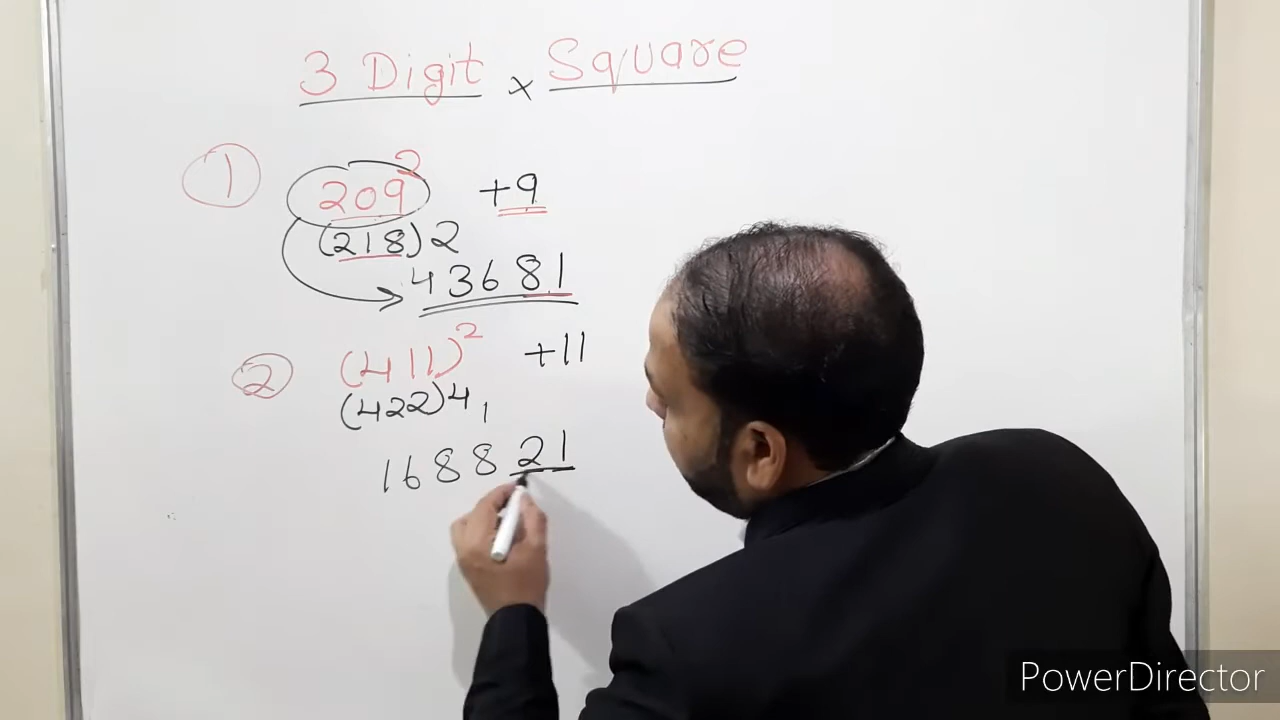 3 Digit x Square
1 209² +9
(218)2
43681
2 (411)² +11
(422)4 1
168821
PowerDirector